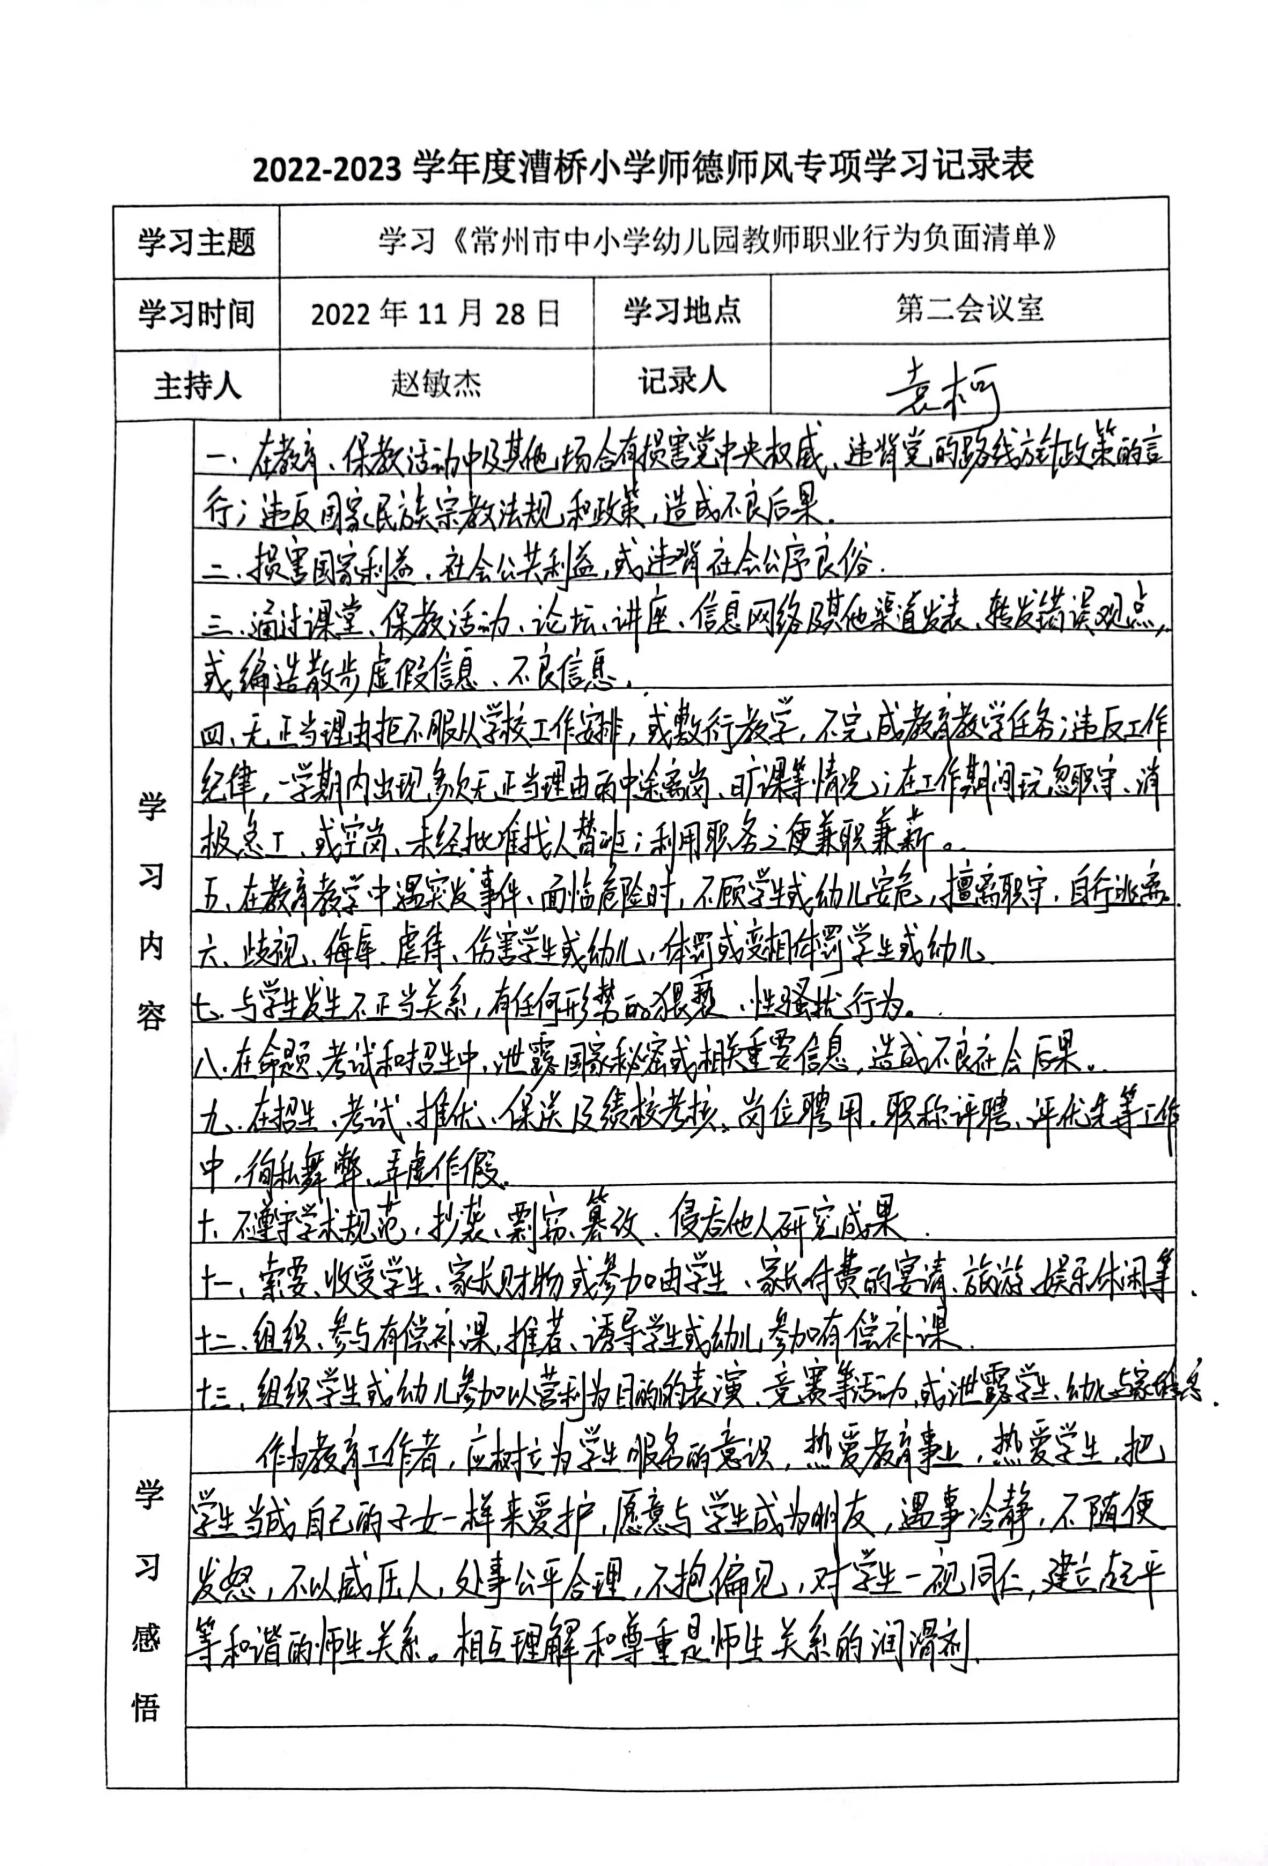 2022-2023 学年度漕桥小学师德师风专项学习记录表
学习主题 学习《常州市中小学幼儿园教师职业行为负面清单》
学习时间 2022 年 11 月 28 日 学习地点 第二会议室
主持人 赵敏杰 记录人 袁柯
学习内容
一、在教育、保教活动中及其他场合有损害党中央权威、违背党的路线方针政策的言
行；违反国家民族宗教法规和政策，造成不良后果.
二、损害国家利益、社会公共利益，或违背社会公序良俗.
三、通过课堂、保教活动、论坛、讲座、信息网络及其他渠道发表、转发错误观点，
或编造散步虚假信息、不良信息.
四、无正当理由拒不服从学校工作安排，或敷衍教学，不完成教育教学任务；违反工作
纪律，一学期内出现多次无正当理由而中途离岗、旷课等情况；在工作期间玩忽职守、消
极怠工、或空岗、未经批准找人替班；利用职务之便兼职兼薪。
五、在教育教学中遇突发事件、面临危险时，不顾学生或幼儿安危，擅离职守，自行逃离.
六、歧视、侮辱、虐待、伤害学生或幼儿，体罚或变相体罚学生或幼儿.
七、与学生发生不正当关系，有任何形势的猥亵、性骚扰行为.
八、在命题、考试和招生中，泄露国家秘密或相关重要信息，造成不良社会后果.
九、在招生、考试、推优、保送及绩校考核、岗位聘用、职称评聘、评优评先等工作
中，徇私舞弊、弄虚作假.
十、不遵守学术规范，抄袭、剽窃、篡改、侵吞他人研究成果.
十一、索要、收受学生、家长财物或参加由学生、家长付费的宴请、旅游、娱乐休闲等.
十二、组织、参与有偿补课，推荐、诱导学生或幼儿参加有偿补课.
十三、组织学生或幼儿参加以营利为目的的表演、竞赛等活动，或泄露学生、幼儿与家长信息.
学习感悟
作为教育工作者，应树立为学生服务的意识，热爱教育事业，热爱学生，把
学生当成自己的子女一样来爱护，愿意与学生成为朋友，遇事冷静，不随便
发怒，不以威压人，处事公平合理，不抱偏见，对学生一视同仁，建立起平
等和谐的师生关系。相互理解和尊重是师生关系的润滑剂.